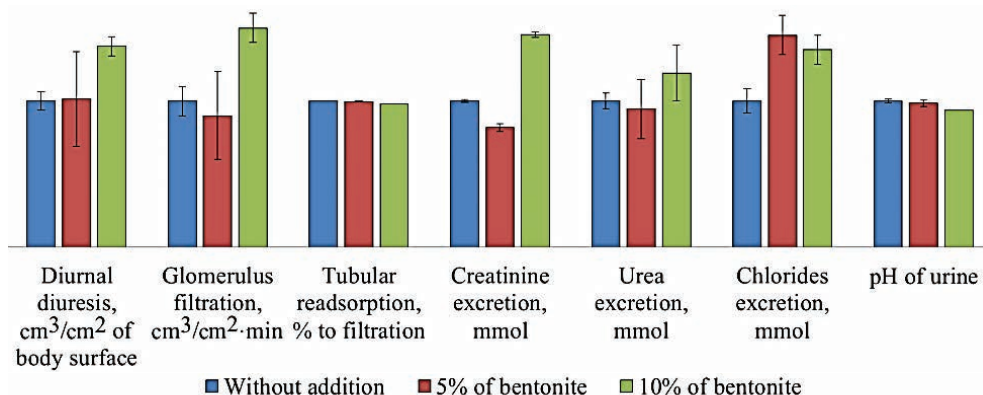 Diurnal
diuresis,
cm³/cm² of
body surface
Glomerulus
filtration,
cm³/cm²·min
Tubular
readsorption,
% to filtration
Creatinine
excretion,
mmol
Urea
excretion,
mmol
Chlorides
excretion,
mmol
pH of urine
Without addition
5% of bentonite
10% of bentonite